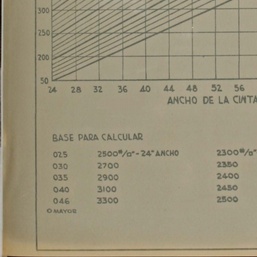 300
250
200
50
24 28 32 36 40 44 48 52 56
ANCHO DE LA CINTA
BASE PARA CALCULAR
025 2500#/□"-24" ANCHO 2300#/□"
030 2700 2350
035 2900 2400
040 3100 2450
046 3300 2500
O MAYOR